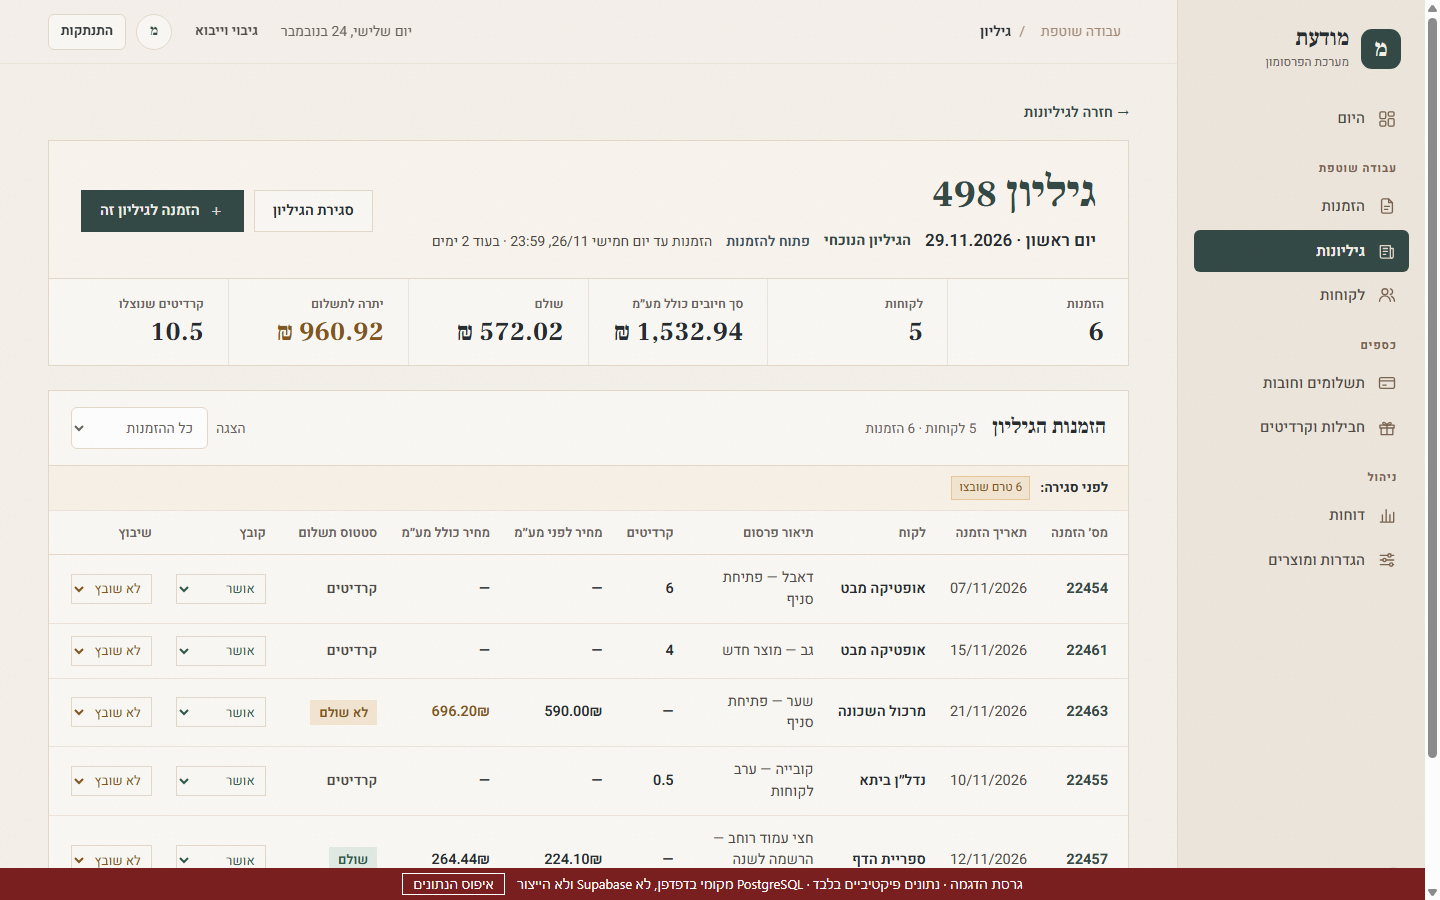 מ
מודעת
מערכת הפרסומון
היום
עבודה שוטפת
הזמנות
גיליונות
לקוחות
כספים
תשלומים וחובות
חבילות וקרדיטים
ניהול
דוחות
הגדרות ומוצרים
עבודה שוטפת / גיליון
יום שלישי, 24 בנובמבר
גיבוי וייבוא
מ
התנתקות
→ חזרה לגיליונות
גיליון 498
יום ראשון · 29.11.2026 הגיליון הנוכחי פתוח להזמנות הזמנות עד יום חמישי 26/11, 23:59 · בעוד 2 ימים
סגירת הגיליון
+ הזמנה לגיליון זה
הזמנות לקוחות סך חיובים כולל מע״מ שולם יתרה לתשלום קרדיטים שנוצלו
6 5 1,532.94 ₪ 572.02 ₪ 960.92 ₪ 10.5
הזמנות הגיליון 5 לקוחות · 6 הזמנות
הצגה כל ההזמנות
לפני סגירה: 6 טרם שובצו
מס׳ הזמנה תאריך הזמנה לקוח תיאור פרסום קרדיטים מחיר לפני מע״מ מחיר כולל מע״מ סטטוס תשלום קובץ שיבוץ
22454 07/11/2026 אופטיקה מבט דאבל — פתיחת סניף 6 — — קרדיטים אושר לא שובץ
22461 15/11/2026 אופטיקה מבט גב — מוצר חדש 4 — — קרדיטים אושר לא שובץ
22463 21/11/2026 מרכול השכונה שער — פתיחת סניף — 590.00₪ 696.20₪ לא שולם אושר לא שובץ
22455 10/11/2026 נדל״ן ביתא קובייה — ערב לקוחות 0.5 — — קרדיטים אושר לא שובץ
22457 12/11/2026 ספריית הדף חצי עמוד רוחב — הרשמה לשנה — 224.10₪ 264.44₪ שולם אושר לא שובץ
גרסת הדגמה · נתונים פיקטיביים בלבד · PostgreSQL מקומי בדפדפן, לא Supabase ולא הייצור
איפוס הנתונים